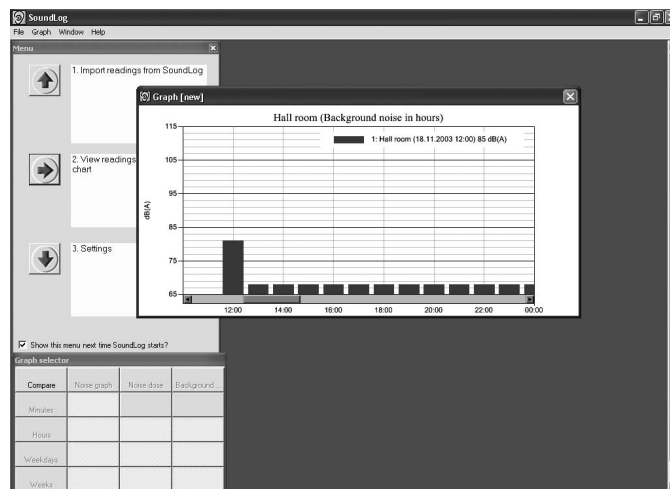 SoundLog
File Graph Window Help
Menu
1. Import readings from SoundLog
2. View readings
chart
3. Settings
Show this menu next time SoundLog starts?
Graph [new]
Hall room (Background noise in hours)
1: Hall room (18.11.2003 12:00) 85 dB(A)
dB(A)
115
105
95
85
75
65
12:00 14:00 16:00 18:00 20:00 22:00 00:00
Graph selector
Compare Noise graph Noise dose Background ...
Minutes
Hours
Weekdays
Weeks